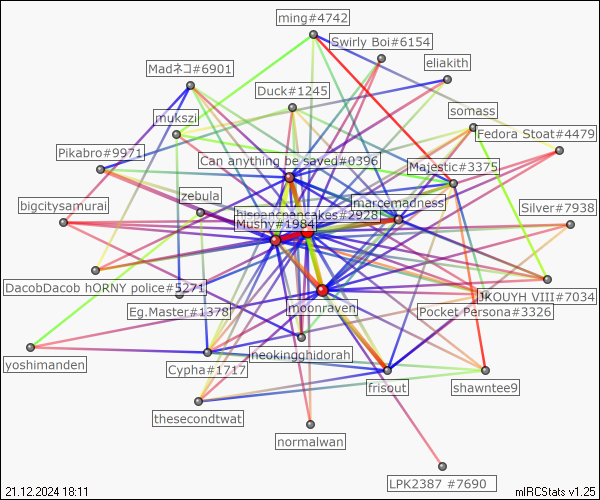 ming#4742
Swirly Boi#6154
eliakith
Madネコ#6901
Duck#1245
somass
mukszi
Fedora Stoat#4479
Pikabro#9971
Can anything be saved#0396
Majestic#3375
zebula
marcemadness
bigcitysamurai
hispanchancakes#2928
Silver#7938
Mushy#1984
DacobDacob hORNY police#5271
JKOUYH VIII#7034
Eg.Master#1378
moonraven
Pocket Persona#3326
neokingghidorah
yoshimanden
Cypha#1717
frisout
shawntee9
thesecondtwat
normalwan
LPK2387 #7690
21.12.2024 18:11
mIRCStats v1.25